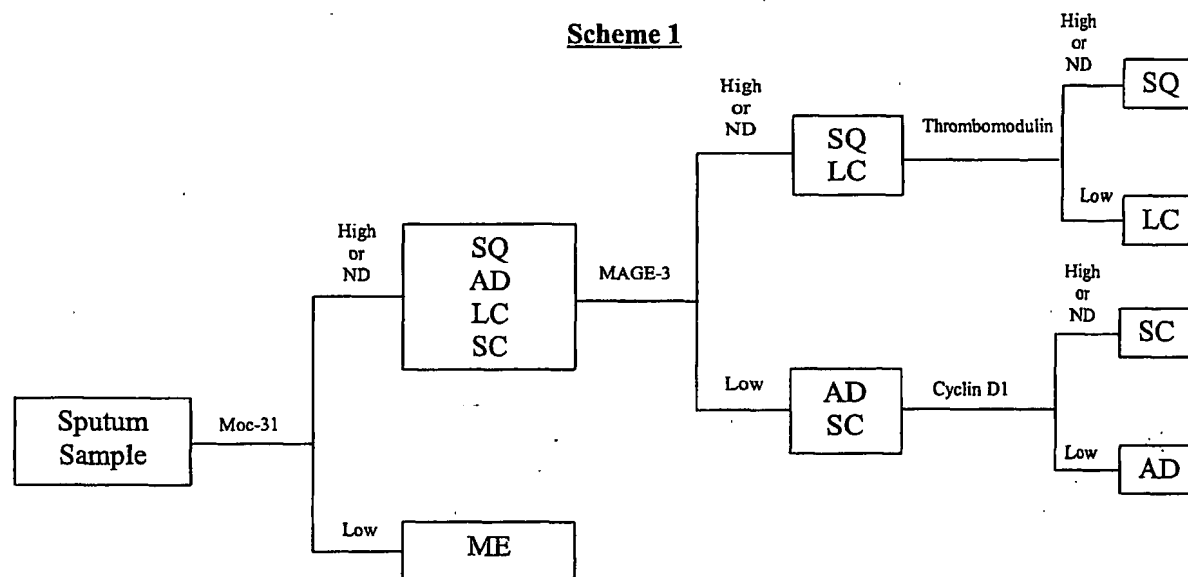 Scheme 1
Sputum
Sample
Moc-31
High
or
ND
SQ
AD
LC
SC
Low
ME
MAGE-3
High
or
ND
SQ
LC
Low
AD
SC
Thrombomodulin
High
or
ND
SQ
Low
LC
Cyclin D1
High
or
ND
SC
Low
AD